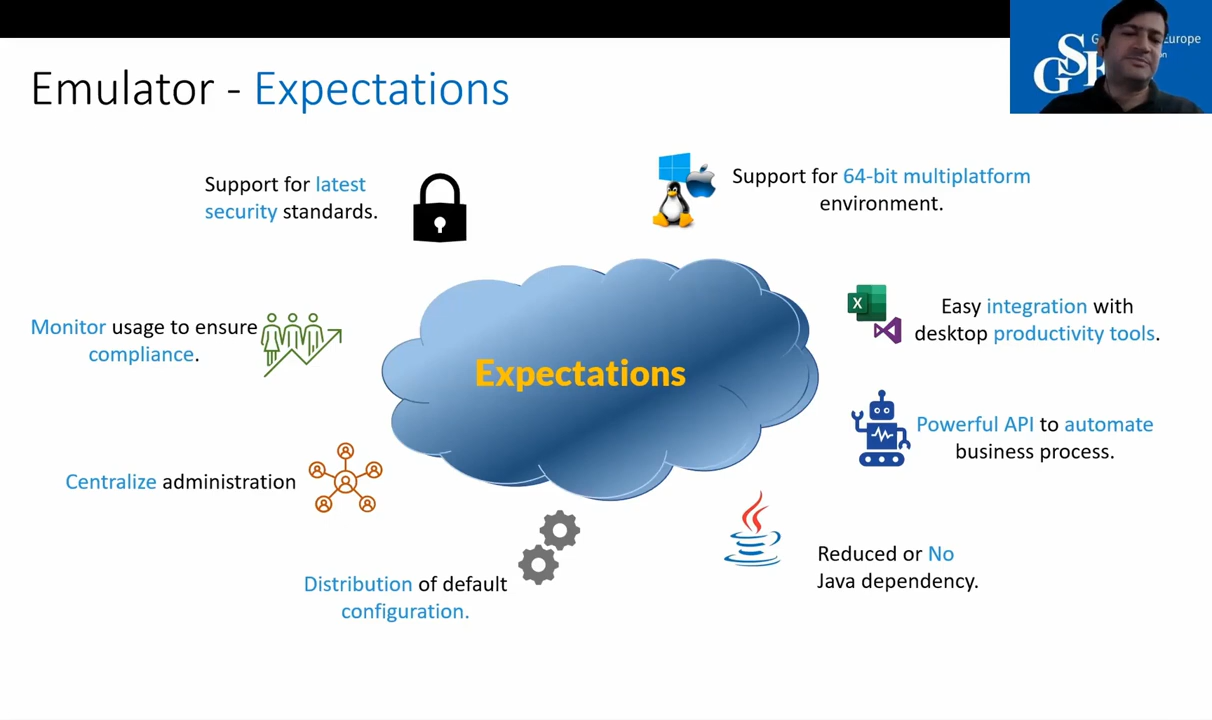 Emulator - Expectations
GS
G
Europe
n
Support for latest
security standards.
Support for 64-bit multiplatform
environment.
Monitor usage to ensure
compliance.
X
Easy integration with
desktop productivity tools.
Expectations
Powerful API to automate
business process.
Centralize administration
Reduced or No
Java dependency.
Distribution of default
configuration.